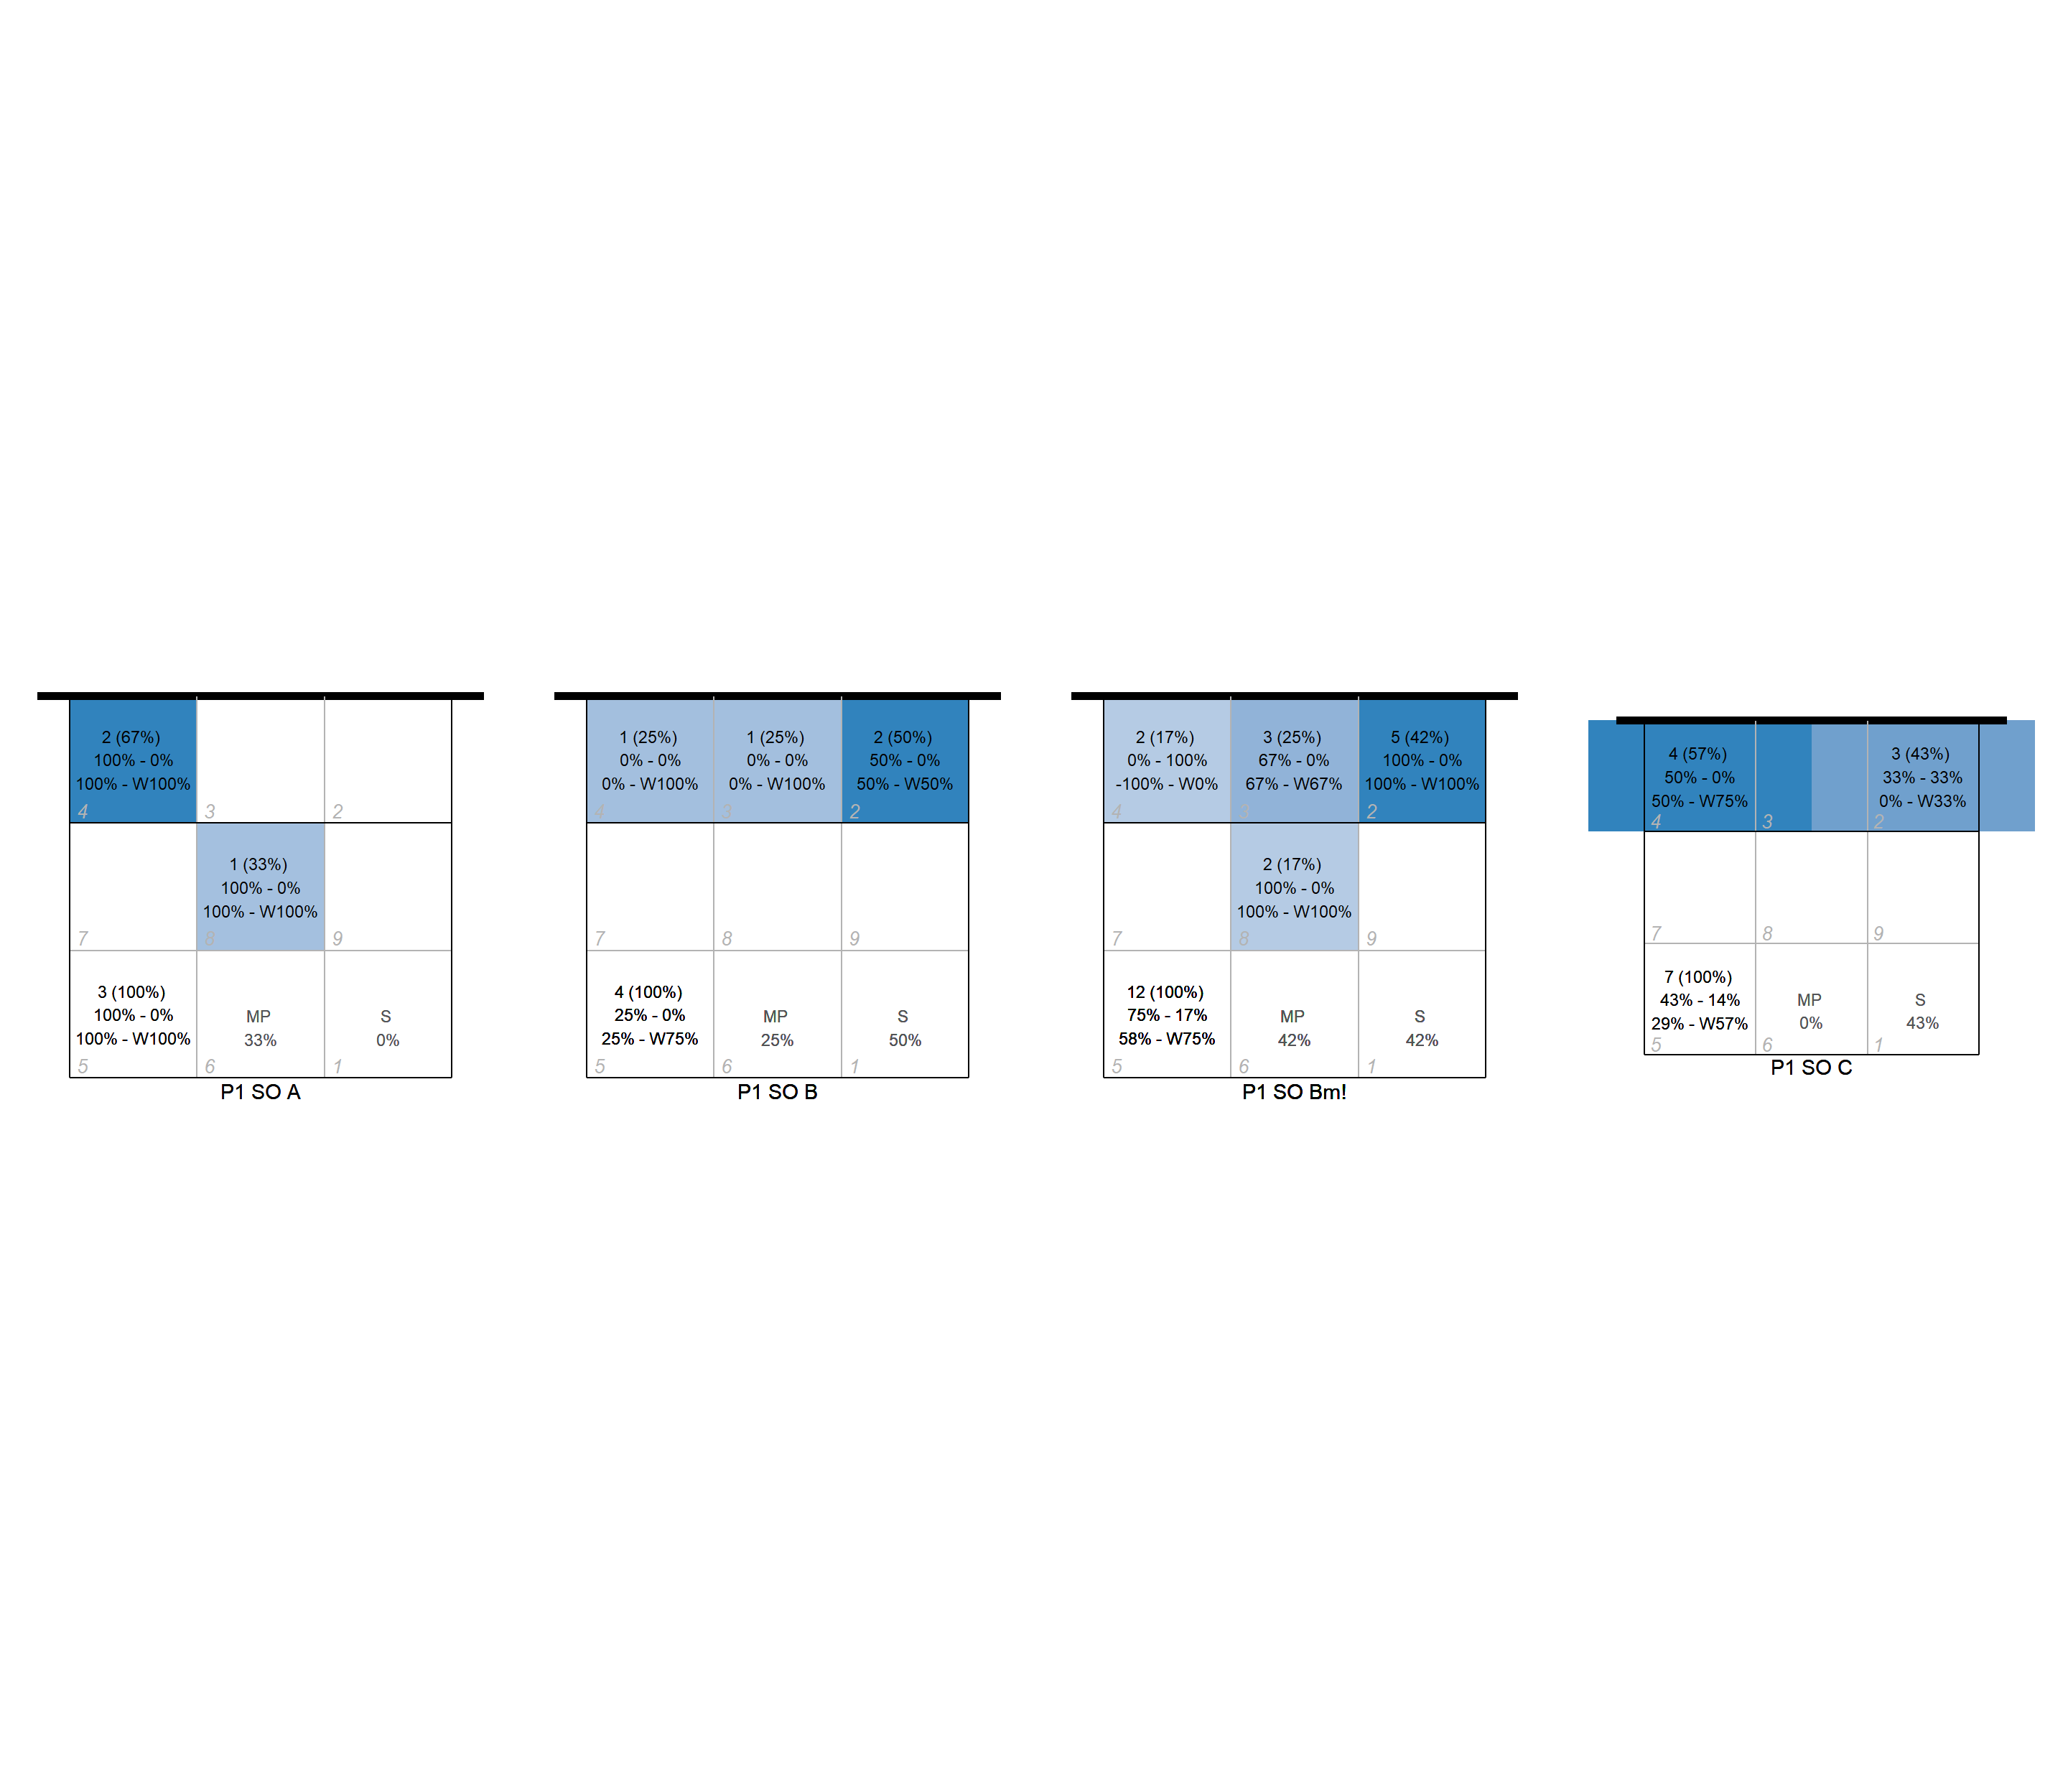 2 (67%)
100% - 0%
100% - W100%
4
3
2
1 (33%)
100% - 0%
100% - W100%
7
8
9
3 (100%)
100% - 0%
100% - W100%
MP
33%
S
0%
5
6
1
P1 SO A
1 (25%)
0% - 0%
0% - W100%
4
1 (25%)
0% - 0%
0% - W100%
3
2 (50%)
50% - 0%
50% - W50%
2
7
8
9
4 (100%)
25% - 0%
25% - W75%
MP
25%
S
50%
5
6
1
P1 SO B
2 (17%)
0% - 100%
-100% - W0%
4
3 (25%)
67% - 0%
67% - W67%
3
5 (42%)
100% - 0%
100% - W100%
2
2 (17%)
100% - 0%
100% - W100%
7
8
9
12 (100%)
75% - 17%
58% - W75%
MP
42%
S
42%
5
6
1
P1 SO Bm!
4 (57%)
50% - 0%
50% - W75%
4
3
3 (43%)
33% - 33%
0% - W33%
2
7
8
9
7 (100%)
43% - 14%
29% - W57%
MP
0%
S
43%
5
6
1
P1 SO C